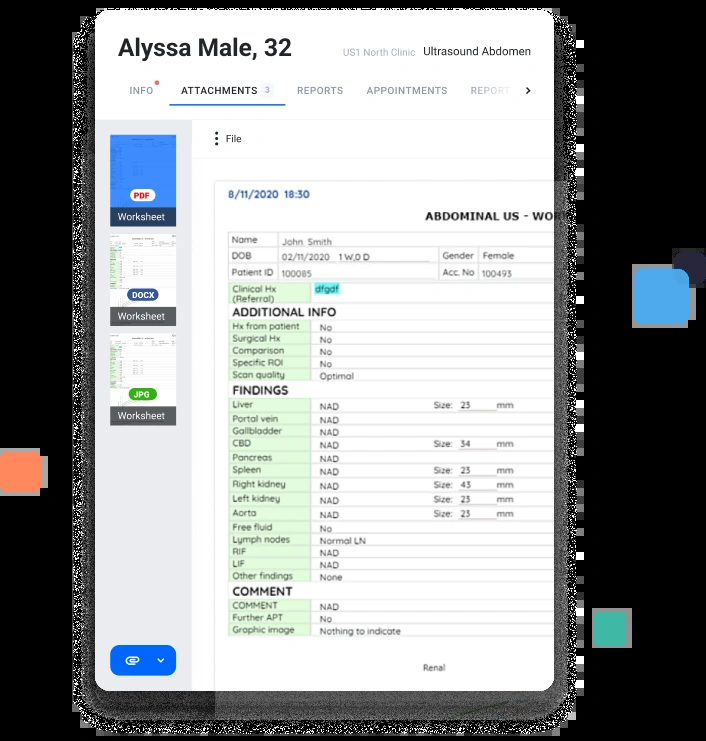 Alyssa Male, 32
US1 North Clinic Ultrasound Abdomen
INFO ATTACHMENTS 3 REPORTS APPOINTMENTS REPORT
File
PDF
Worksheet
DOCX
Worksheet
JPG
Worksheet
8/11/2020 18:30
ABDOMINAL US - WOR
Name John Smith
DOB 02/11/2020 1 W,0 D Gender Female
Patient ID 100085 Acc. No 100493
Clinical Hx dfgdf
(Referral)
ADDITIONAL INFO
Hx from patient No
Surgical Hx No
Comparison No
Specific ROI No
Scan quality Optimal
FINDINGS
Liver NAD Size: 23 mm
Portal vein NAD
Gallbladder NAD
CBD NAD Size: 34 mm
Pancreas NAD
Spleen NAD Size: 23 mm
Right kidney NAD Size: 43 mm
Left kidney NAD Size: 23 mm
Aorta NAD Size: 23 mm
Free fluid No
Lymph nodes Normal LN
RIF NAD
LIF NAD
Other findings None
COMMENT
COMMENT NAD
Further APT No
Graphic image Nothing to indicate
Renal